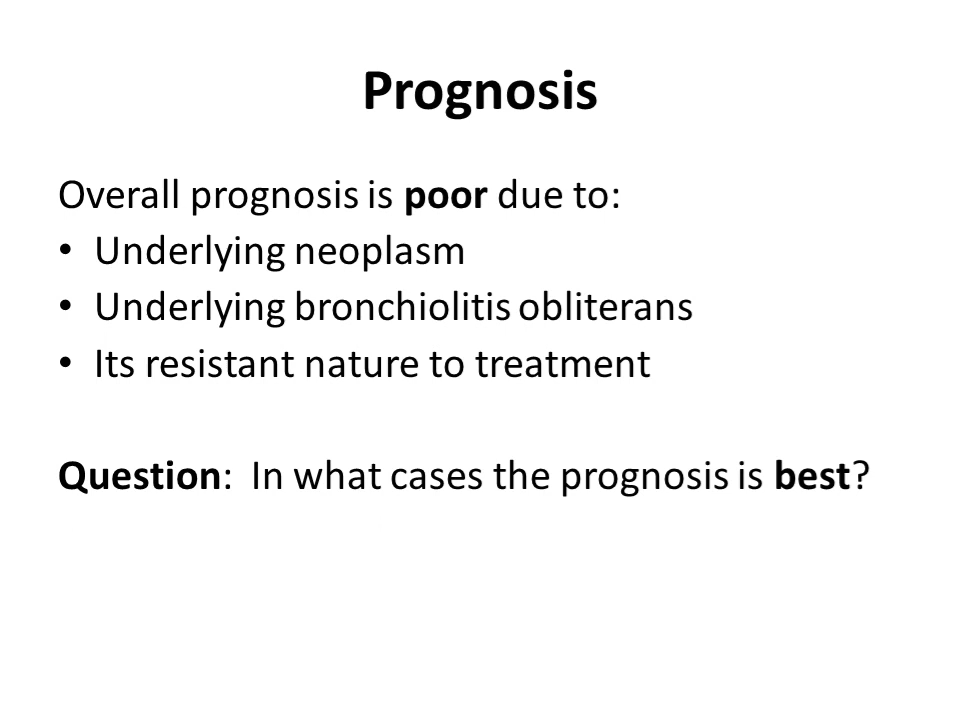 Prognosis
Overall prognosis is poor due to:
• Underlying neoplasm
• Underlying bronchiolitis obliterans
• Its resistant nature to treatment
Question:  In what cases the prognosis is best?